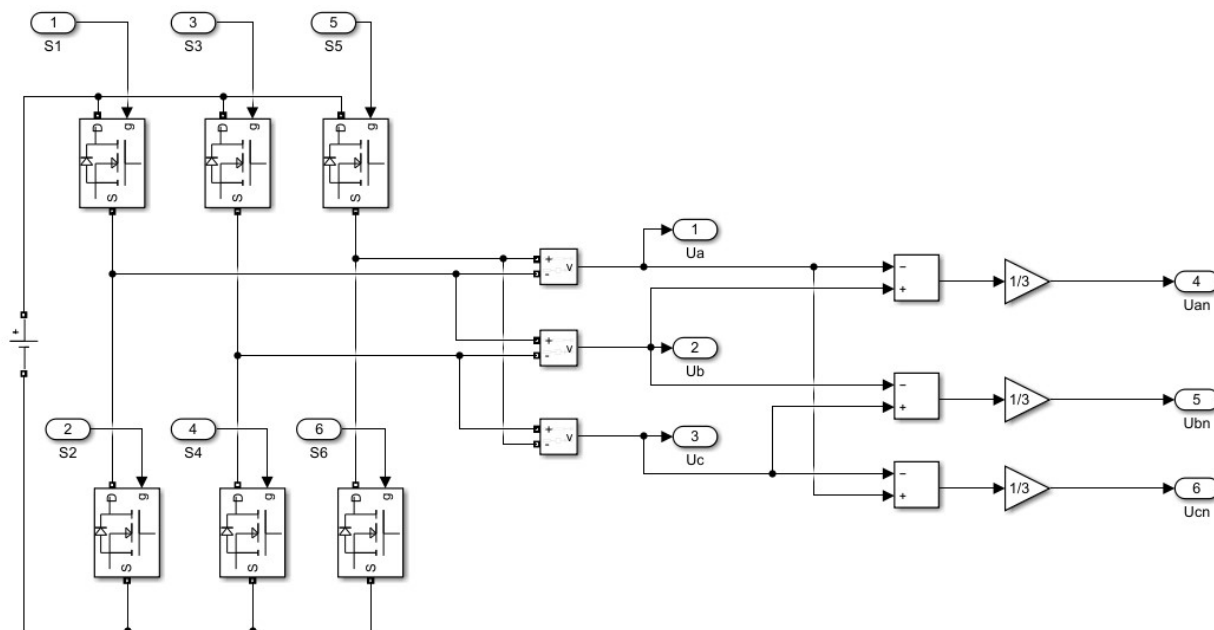 1
S1
3
S3
5
S5
D
g
S
D
g
S
D
g
S
+
2
S2
4
S4
6
S6
D
g
S
D
g
S
D
g
S
+
-
v
+
-
v
+
-
v
1
Ua
2
Ub
3
Uc
−
+
1/3
4
Uan
−
+
1/3
5
Ubn
−
+
1/3
6
Ucn